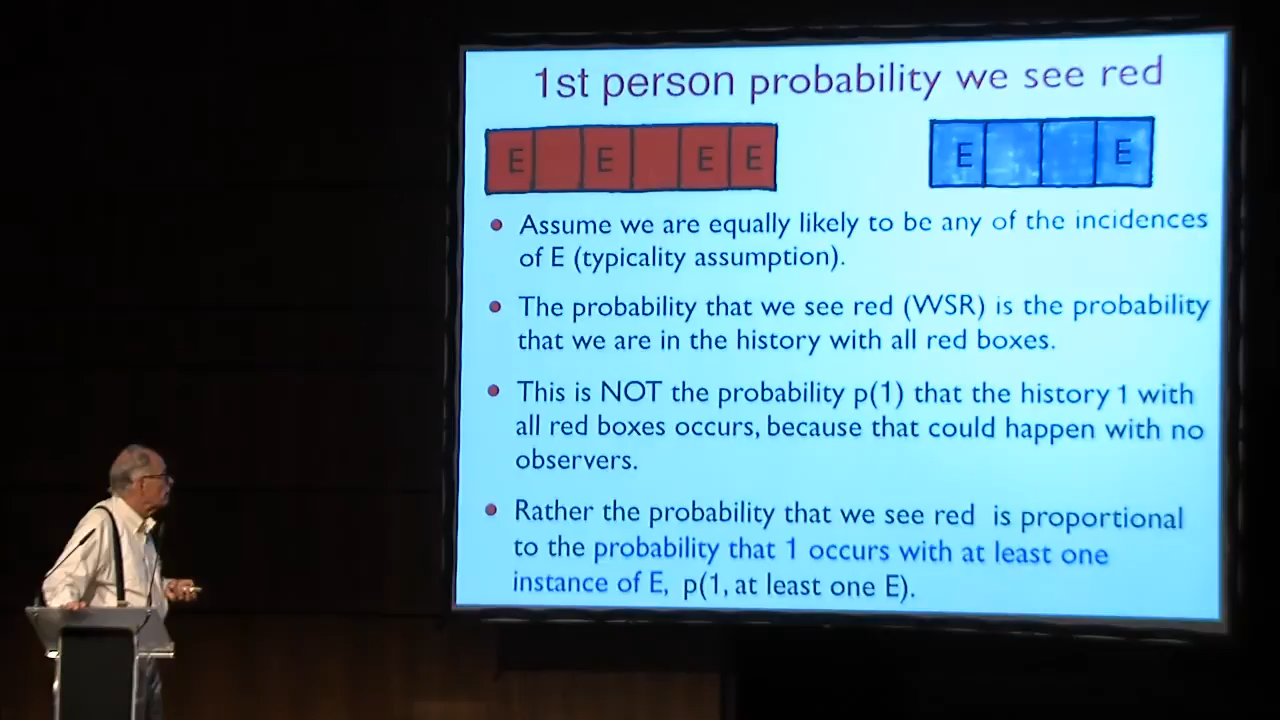 1st person probability we see red
E E E E E E
Assume we are equally likely to be any of the incidences
of E (typicality assumption).
The probability that we see red (WSR) is the probability
that we are in the history with all red boxes.
This is NOT the probability p(1) that the history 1 with
all red boxes occurs, because that could happen with no
observers.
Rather the probability that we see red is proportional
to the probability that 1 occurs with at least one
instance of E, p(1, at least one E).